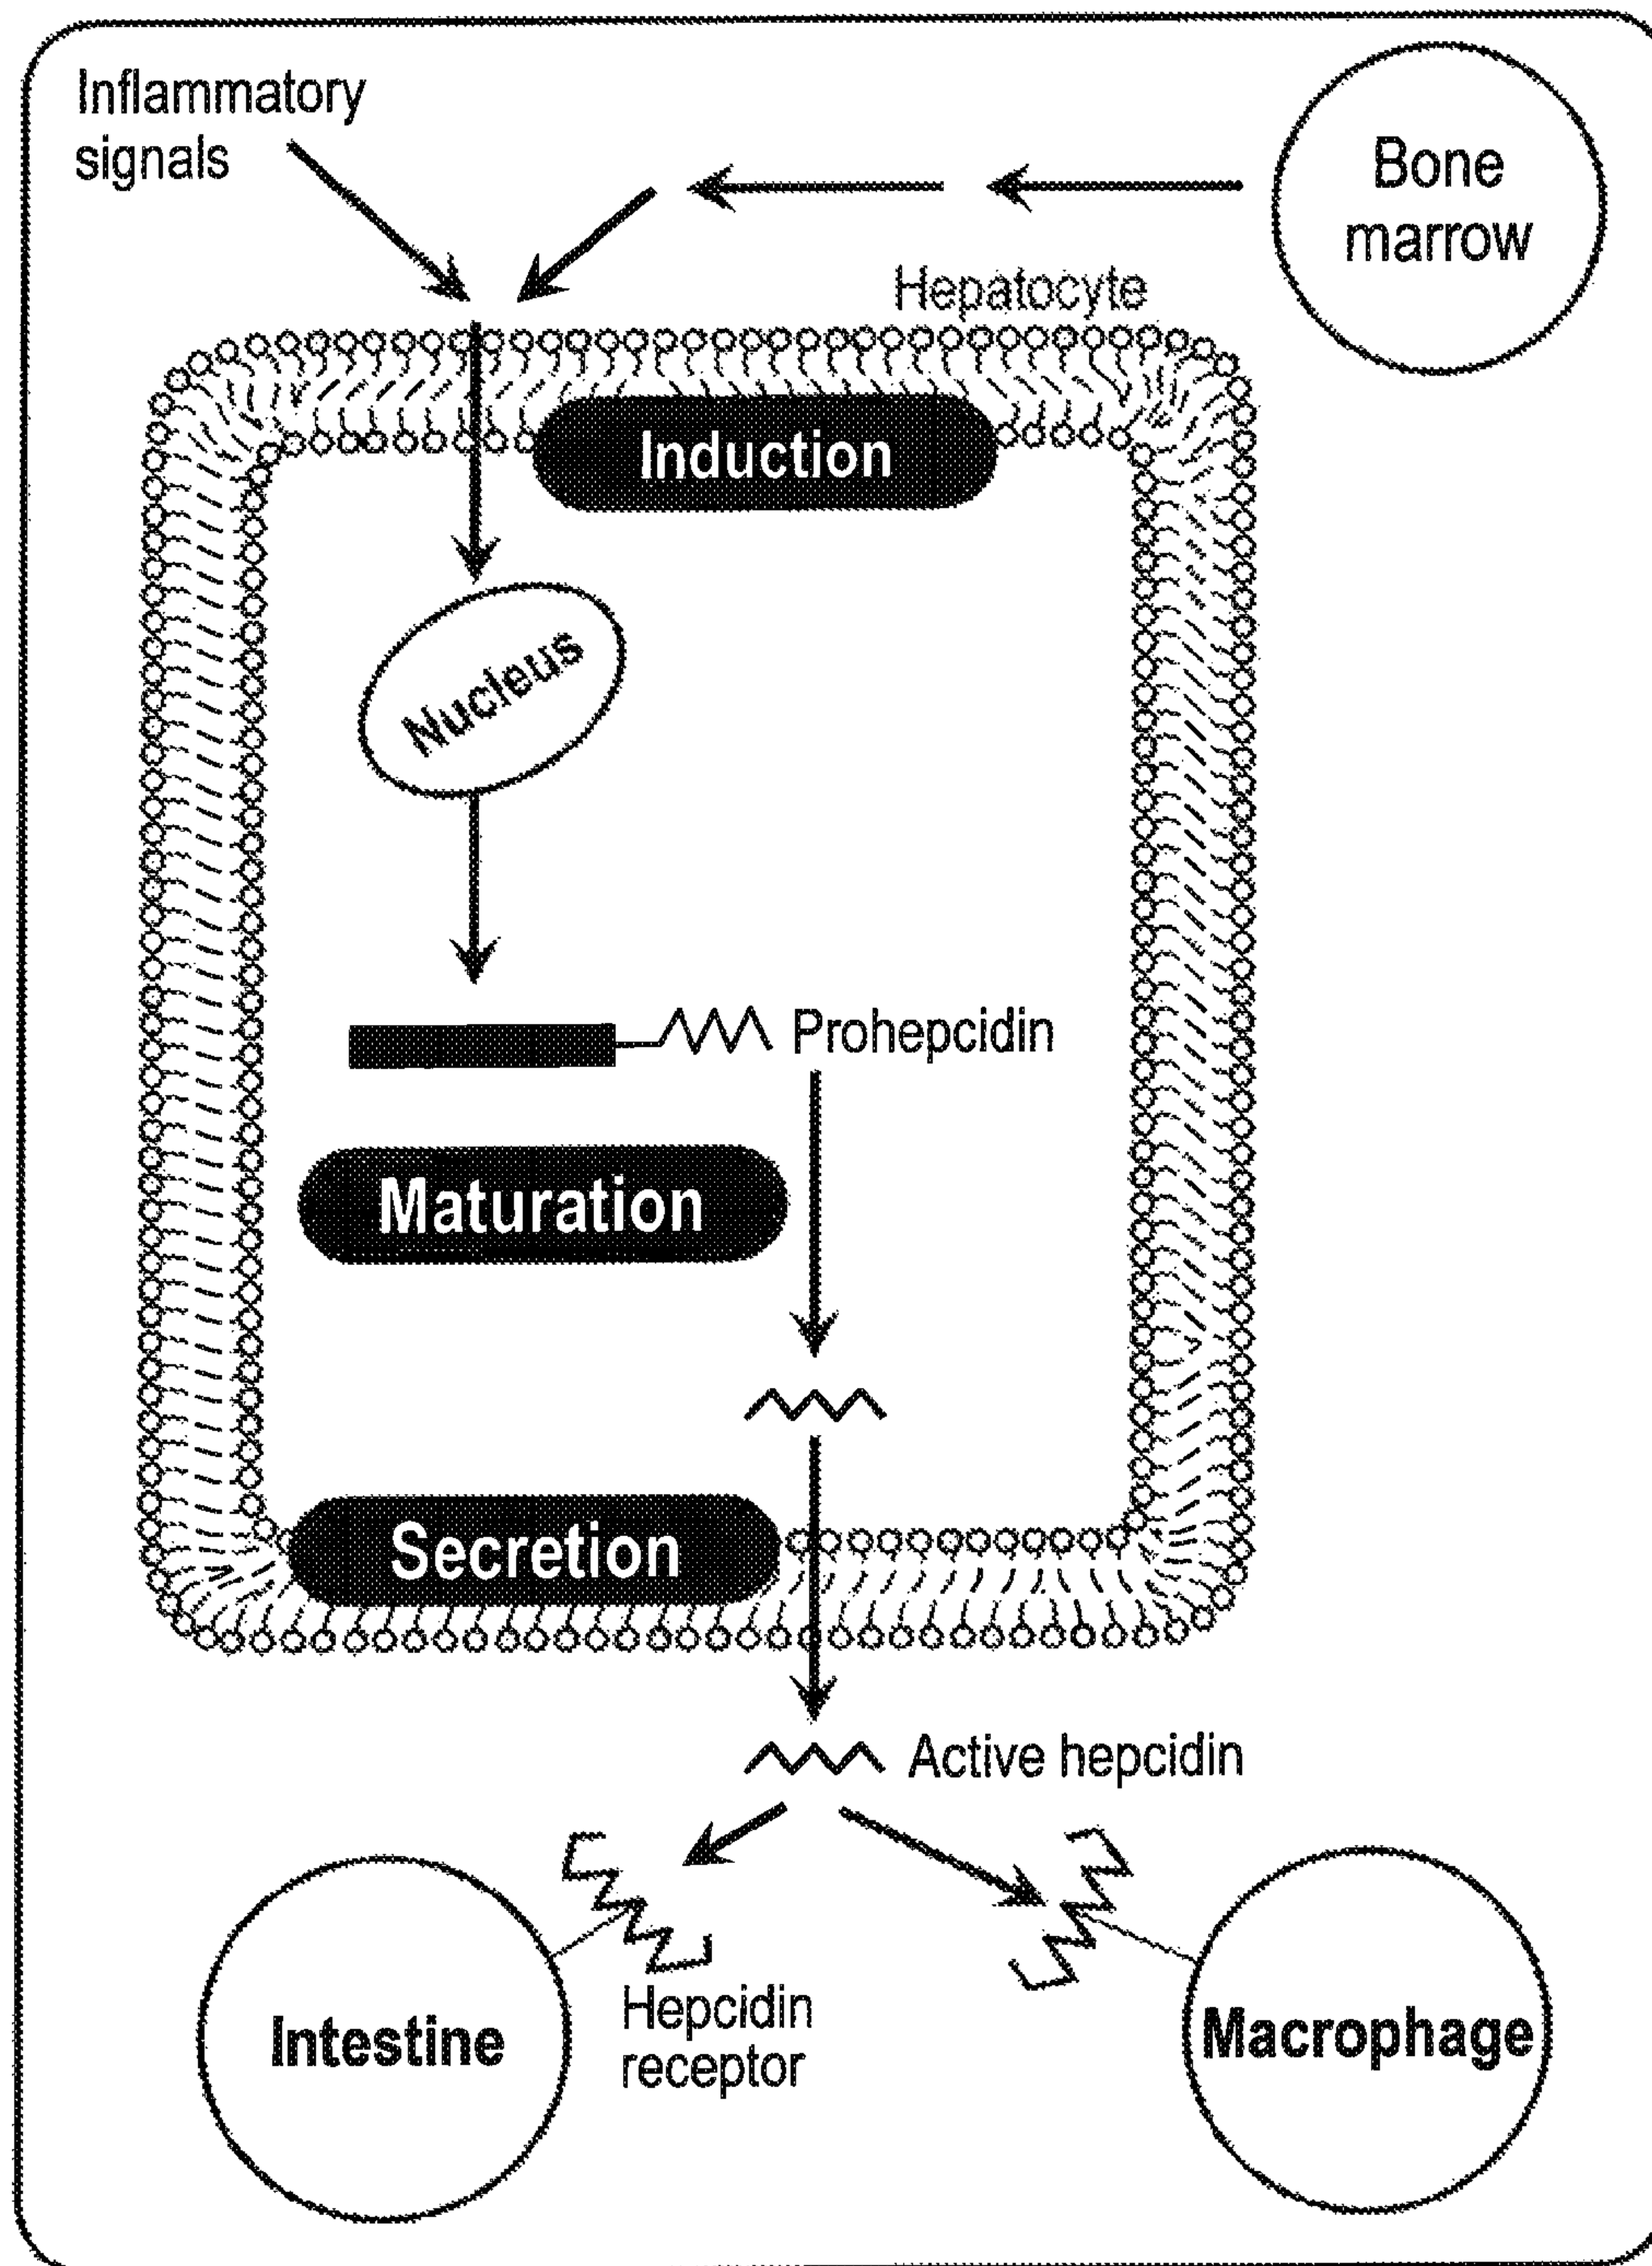 Inflammatory
signals
Bone
marrow
Hepatocyte
Induction
Nucleus
Prohepcidin
Maturation
Secretion
Active hepcidin
Hepcidin
receptor
Intestine
Macrophage